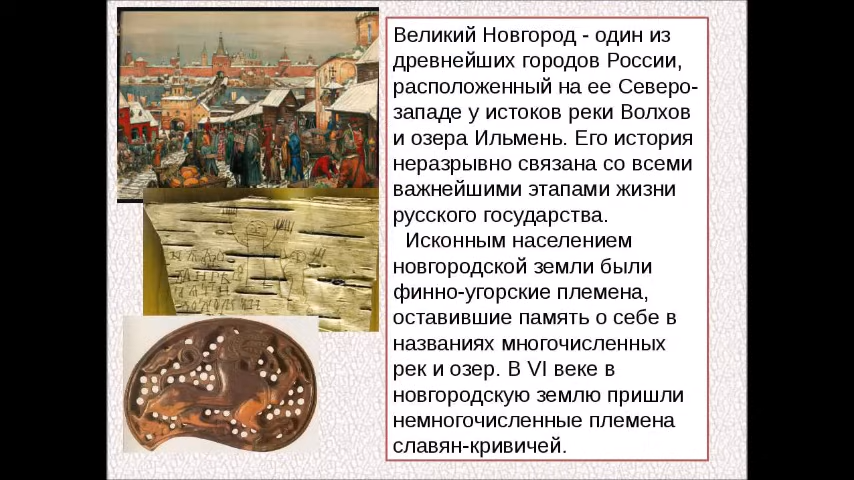 Великий Новгород - один из
древнейших городов России,
расположенный на ее Северо-
западе у истоков реки Волхов
и озера Ильмень. Его история
неразрывно связана со всеми
важнейшими этапами жизни
русского государства.
Исконным населением
новгородской земли были
финно-угорские племена,
оставившие память о себе в
названиях многочисленных
рек и озер. В VI веке в
новгородскую землю пришли
немногочисленные племена
славян-кривичей.